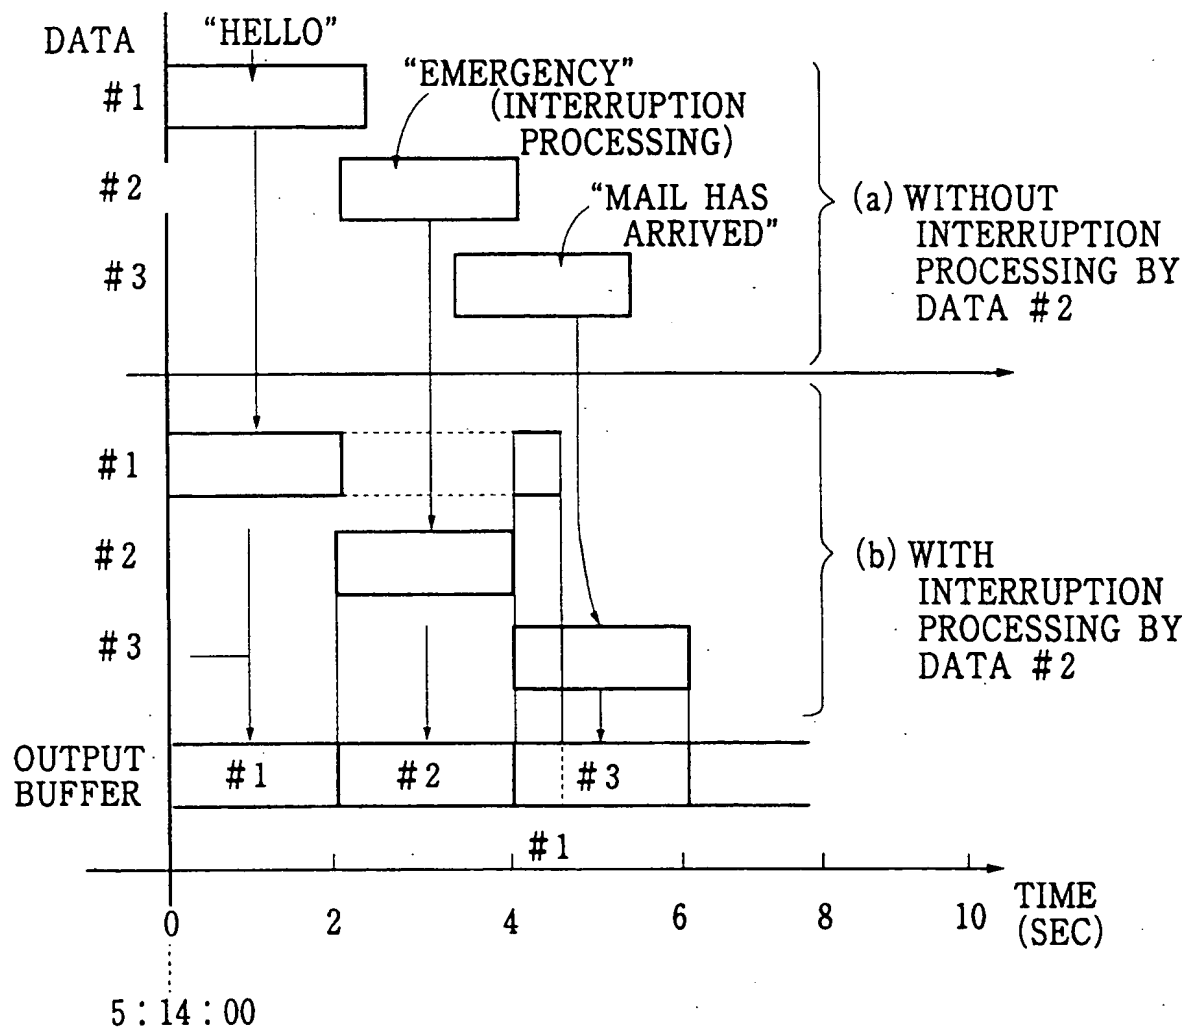 DATA
“HELLO”
#1
“EMERGENCY”
(INTERRUPTION
PROCESSING)
#2
“MAIL HAS
ARRIVED”
#3
(a) WITHOUT
INTERRUPTION
PROCESSING BY
DATA #2
#1
#2
#3
(b) WITH
INTERRUPTION
PROCESSING BY
DATA #2
OUTPUT
BUFFER
#1
#2
#3
#1
0
2
4
6
8
10
TIME
(SEC)
5:14:00